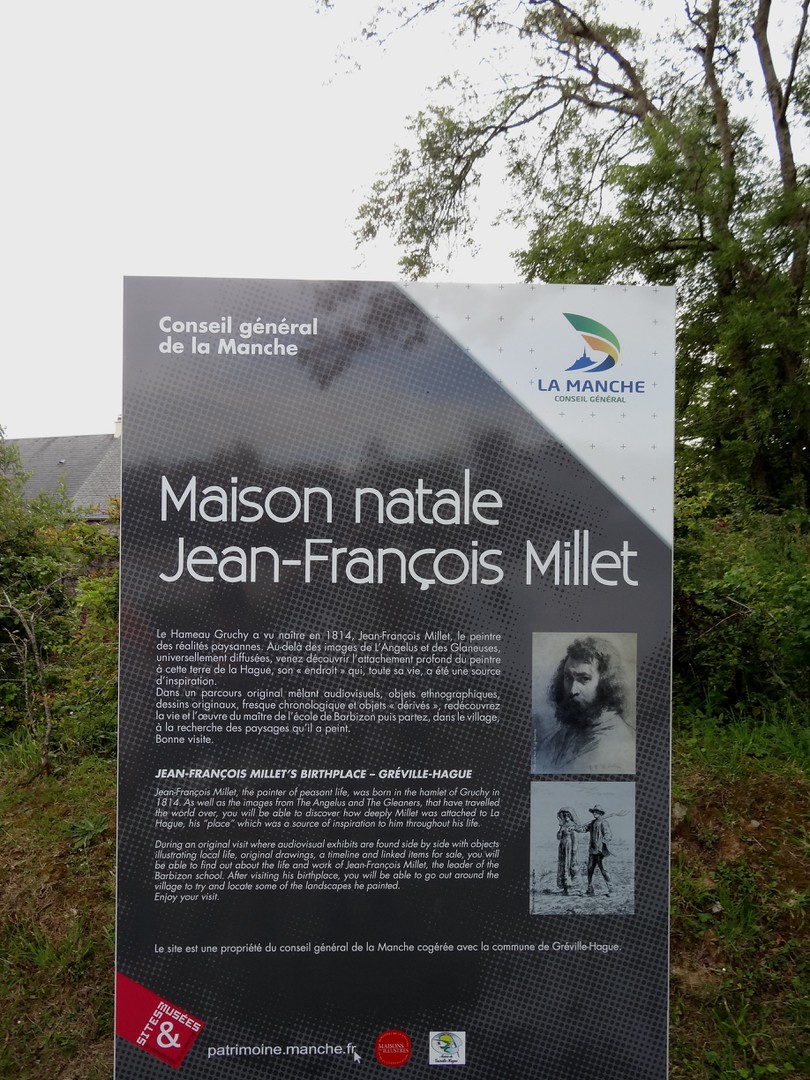 Conseil général
de la Manche
LA MANCHE
CONSEIL GÉNÉRAL
Maison natale
Jean-François Millet
Le Hameau Gruchy a vu naître en 1814, Jean-François Millet, le peintre
des réalités paysannes. Au-delà des images de L'Angelus et des Glaneuses,
universellement diffusées, venez découvrir l'attachement profond du peintre
à cette terre de la Hague, son « endroit » qui, toute sa vie, a été une source
d'inspiration.
Dans un parcours original mêlant audiovisuels, objets ethnographiques,
dessins originaux, fresque chronologique et objets « dérivés », redécouvrez
la vie et l'œuvre du maître de l'école de Barbizon puis partez, dans le village,
à la recherche des paysages qu'il a peint.
Bonne visite.
JEAN-FRANÇOIS MILLET'S BIRTHPLACE – GRÉVILLE-HAGUE
Jean-François Millet, the painter of peasant life, was born in the hamlet of Gruchy in
1814. As well as the images from The Angelus and The Gleaners, that have travelled
the world over, you will be able to discover how deeply Millet was attached to La
Hague, his "place" which was a source of inspiration to him throughout his life.
During an original visit where audiovisual exhibits are found side by side with objects
illustrating local life, original drawings, a timeline and linked items for sale, you will
be able to find out about the life and work of Jean-François Millet, the leader of the
Barbizon school. After visiting his birthplace, you will be able to go out around the
village to try and locate some of the landscapes he painted.
Enjoy your visit.
Le site est une propriété du conseil général de la Manche cogérée avec la commune de Gréville-Hague.
SITES
&
MUSÉES
patrimoine.manche.fr
MAISONS
DES ILLUSTRES